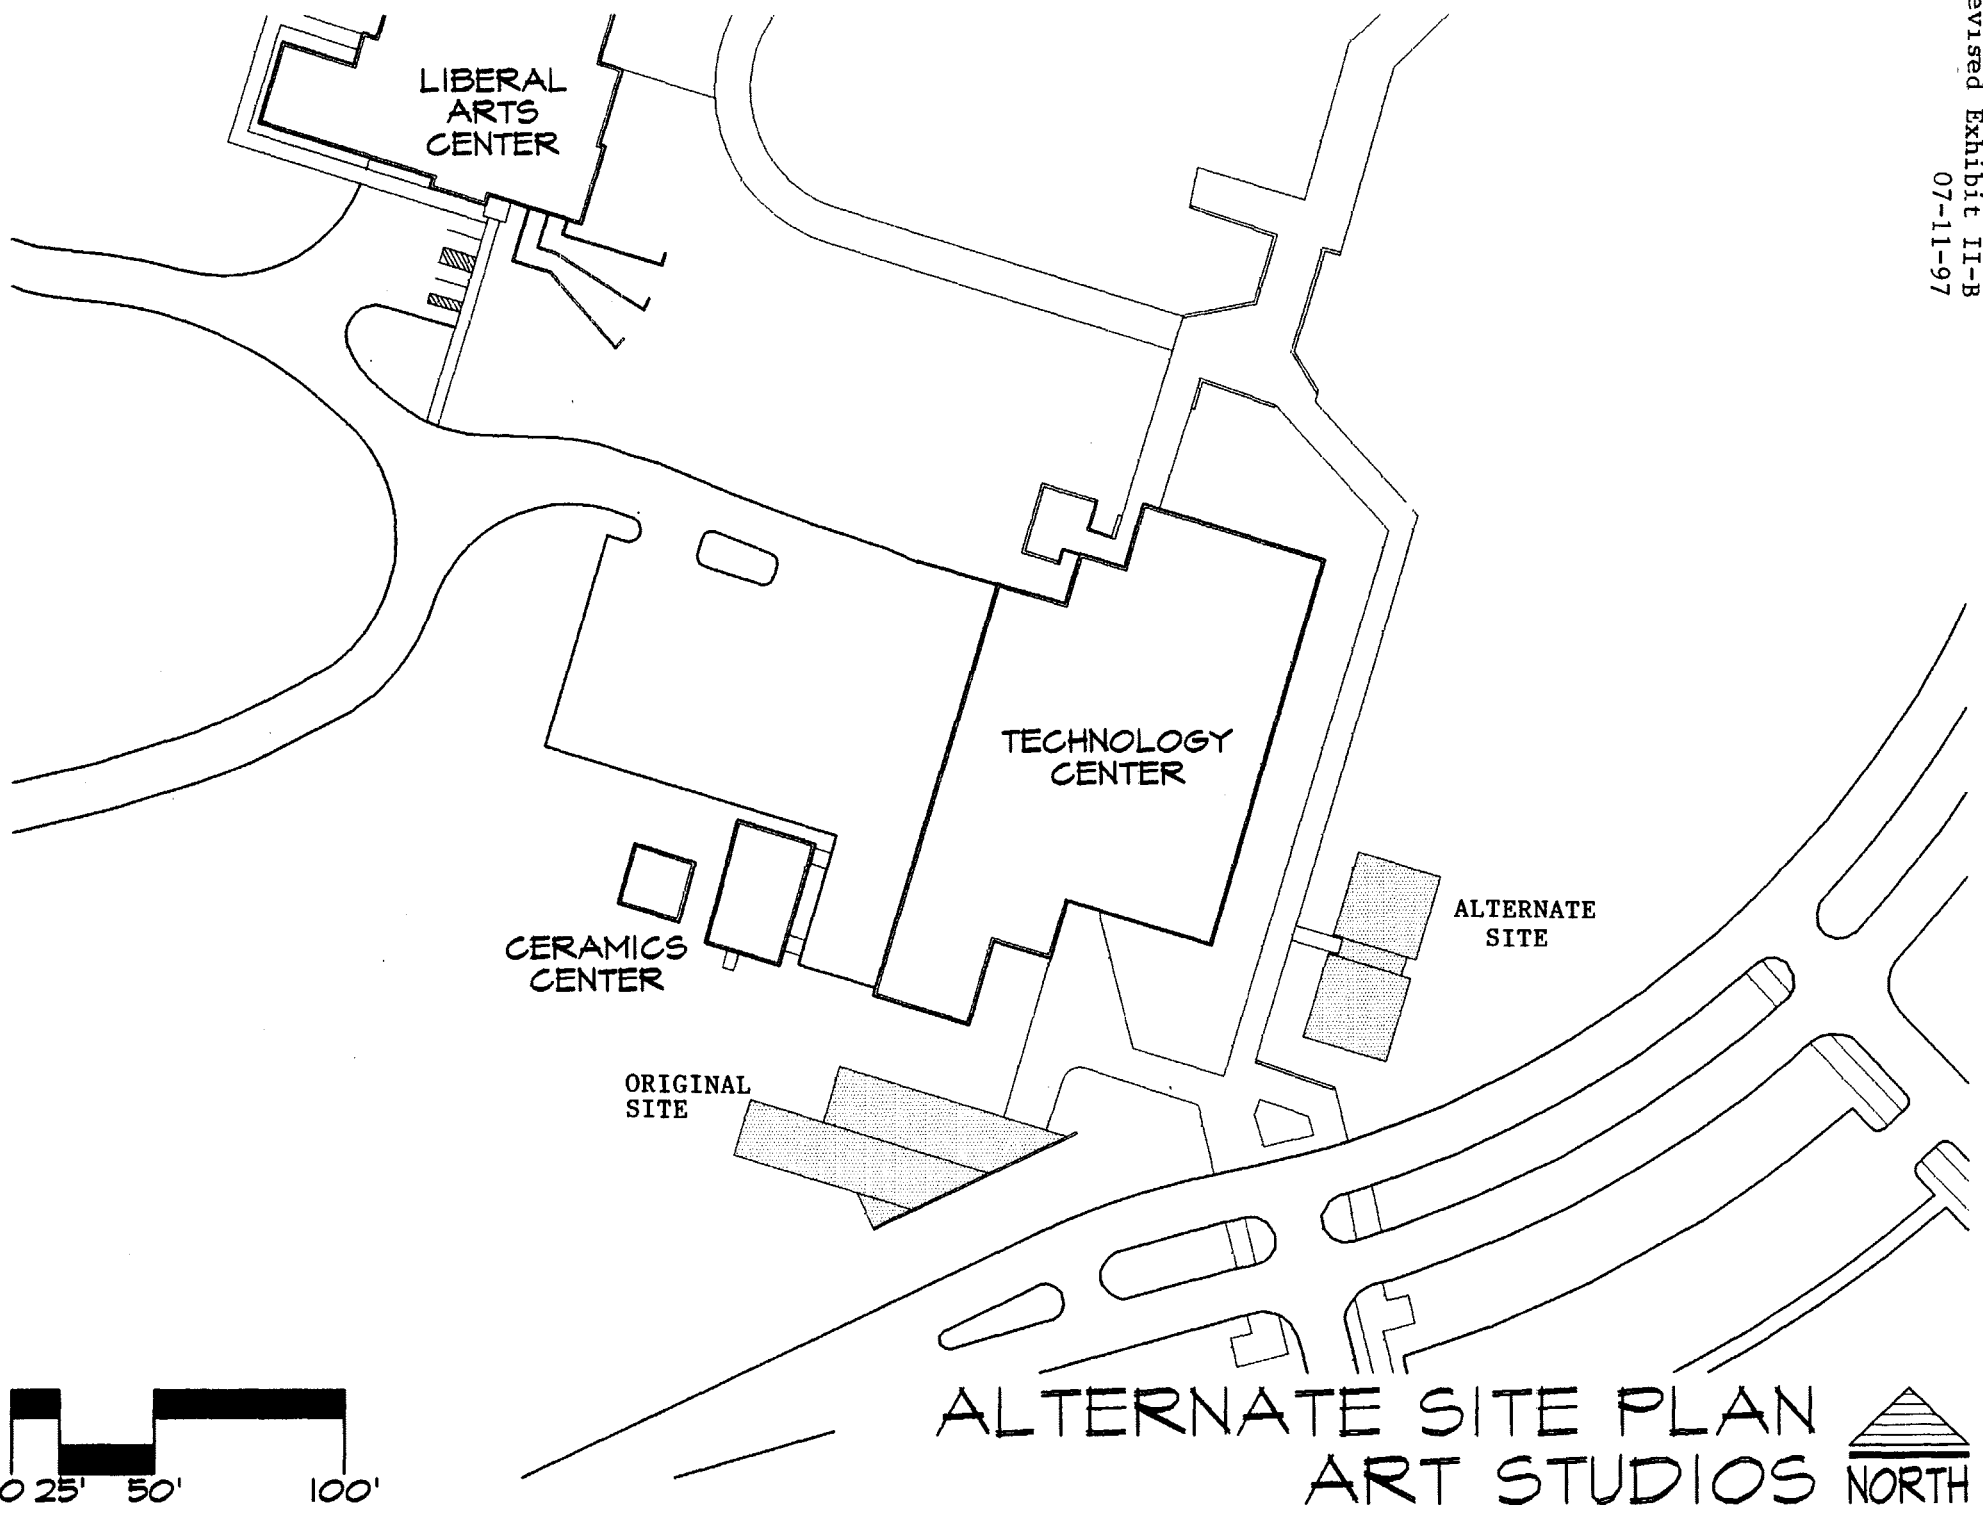 evised Exhibit II-B
07-11-97
LIBERAL
ARTS
CENTER
TECHNOLOGY
CENTER
ALTERNATE
SITE
CERAMICS
CENTER
ORIGINAL
SITE
0 25' 50' 100'
ALTERNATE SITE PLAN
ART STUDIOS
NORTH